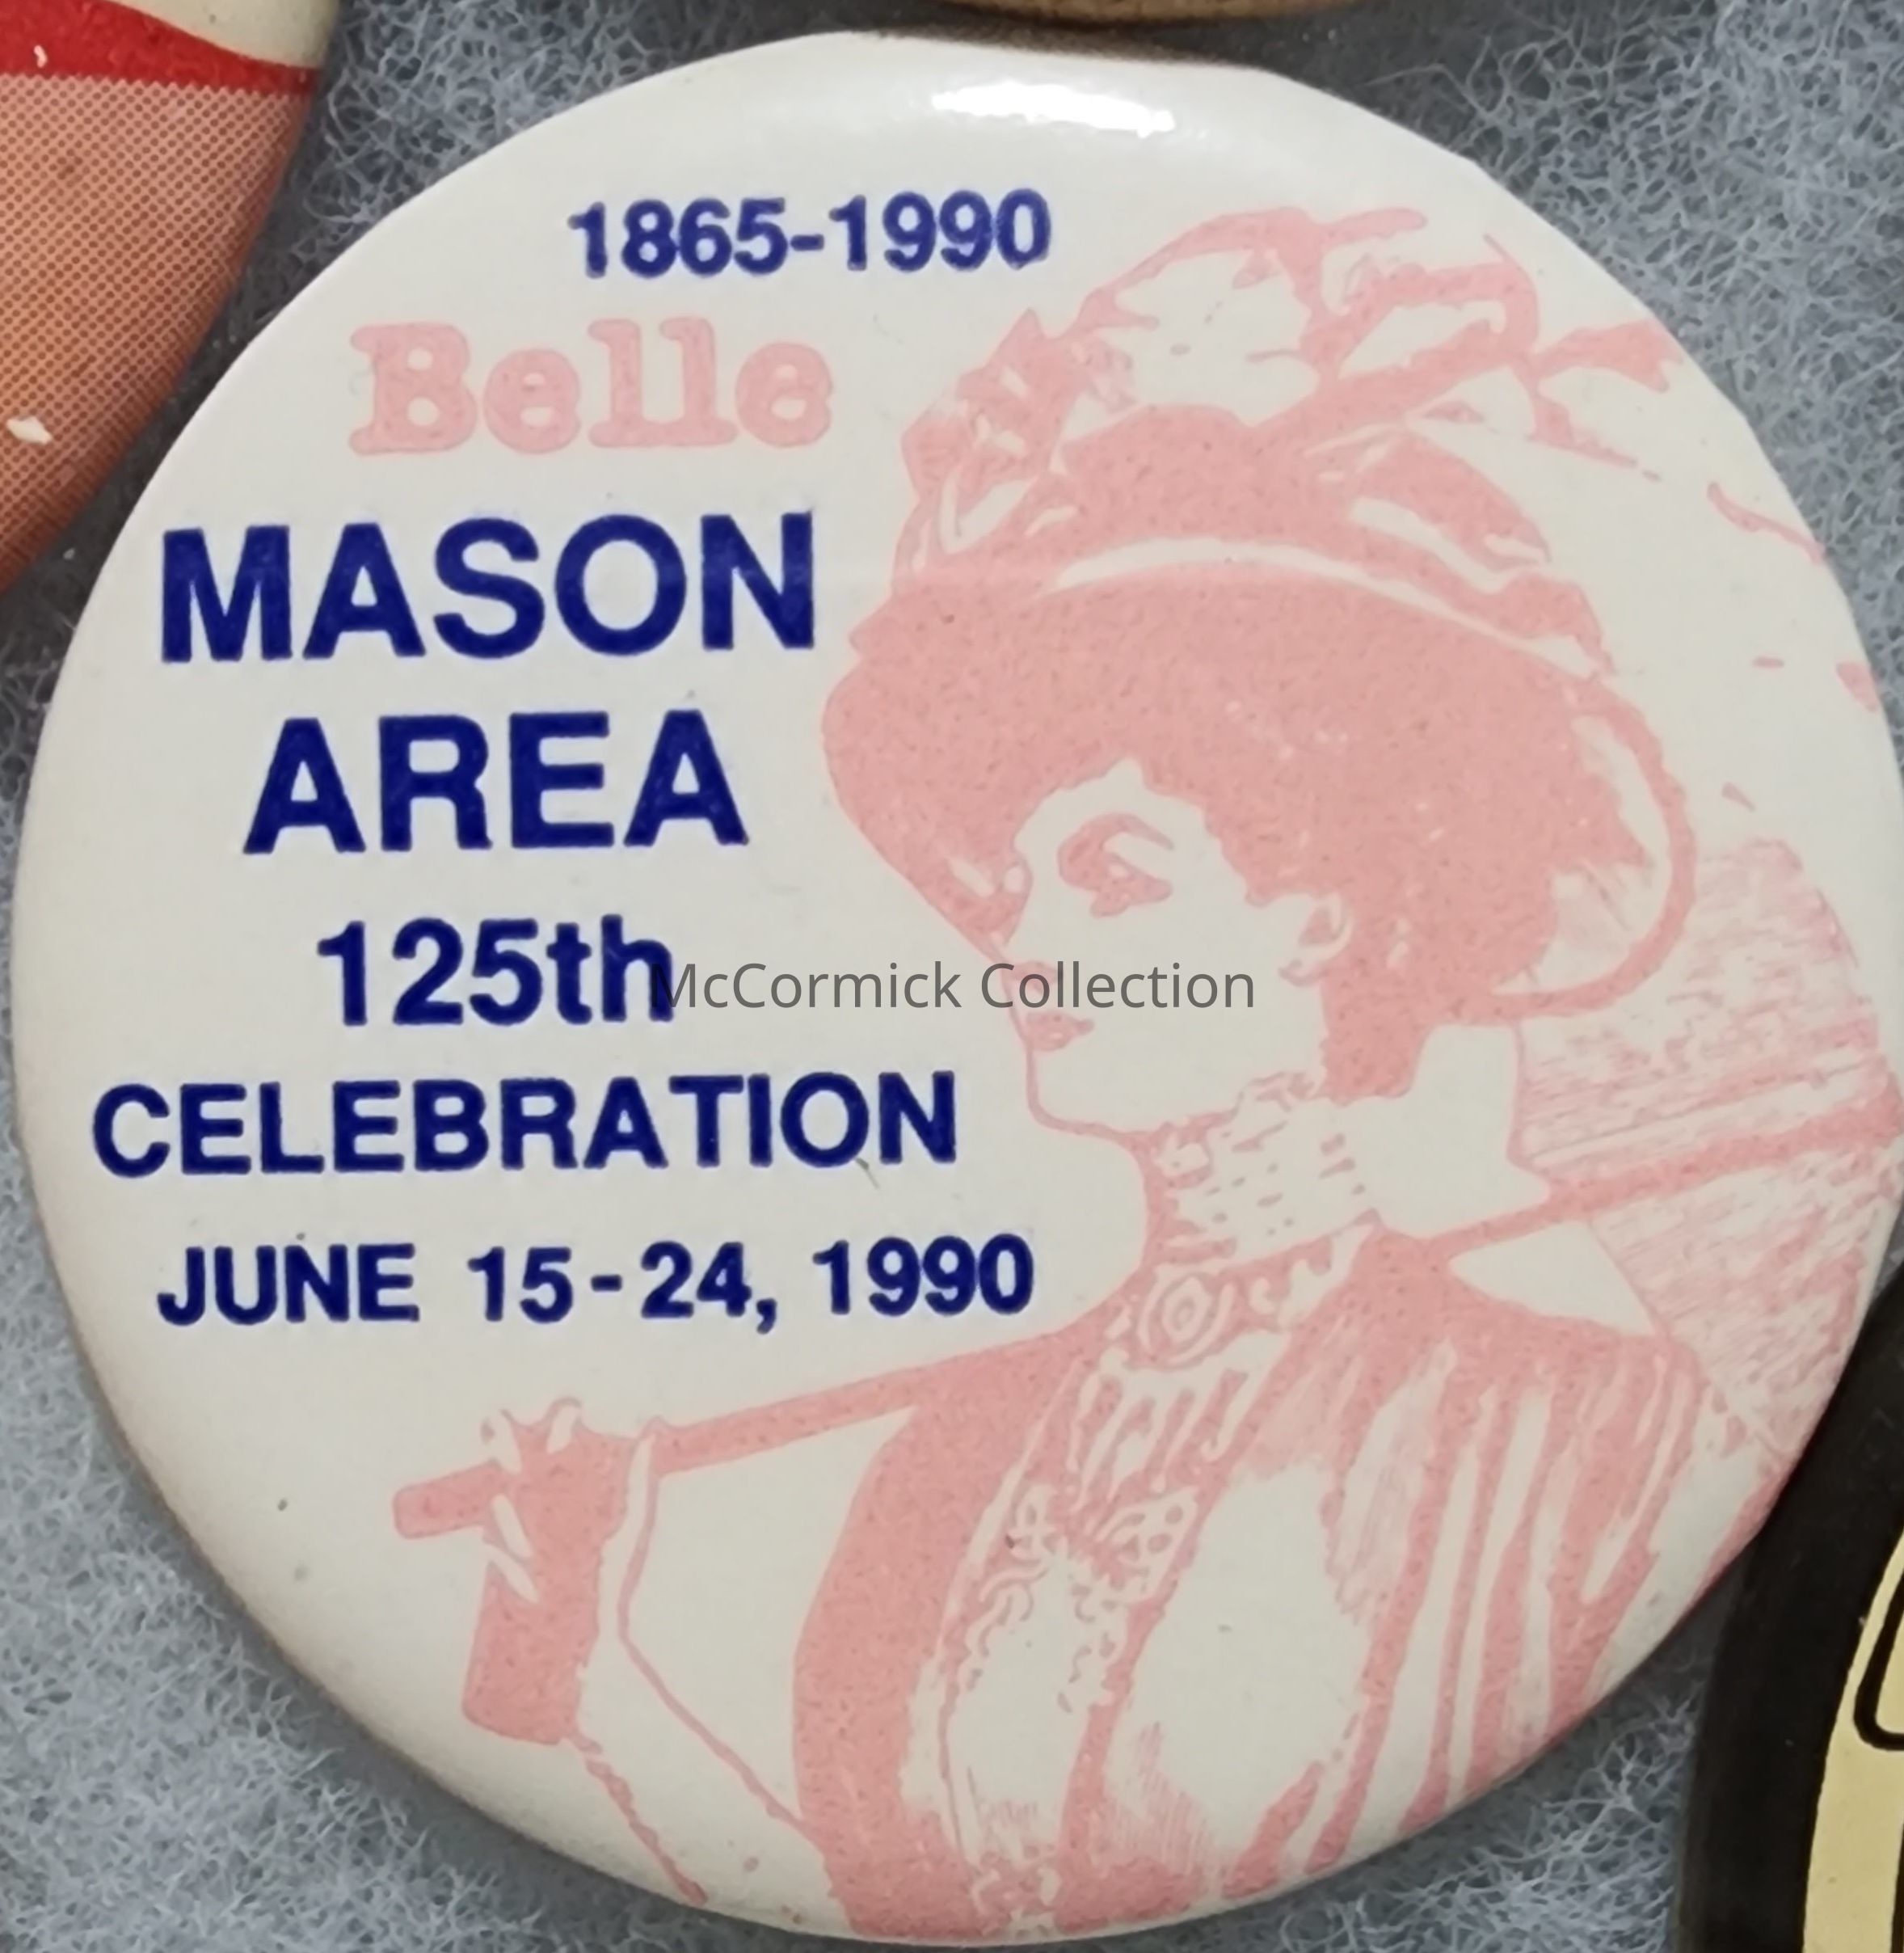 1865-1990
Belle
MASON
AREA
125th
McCormick Collection
CELEBRATION
JUNE 15-24, 1990